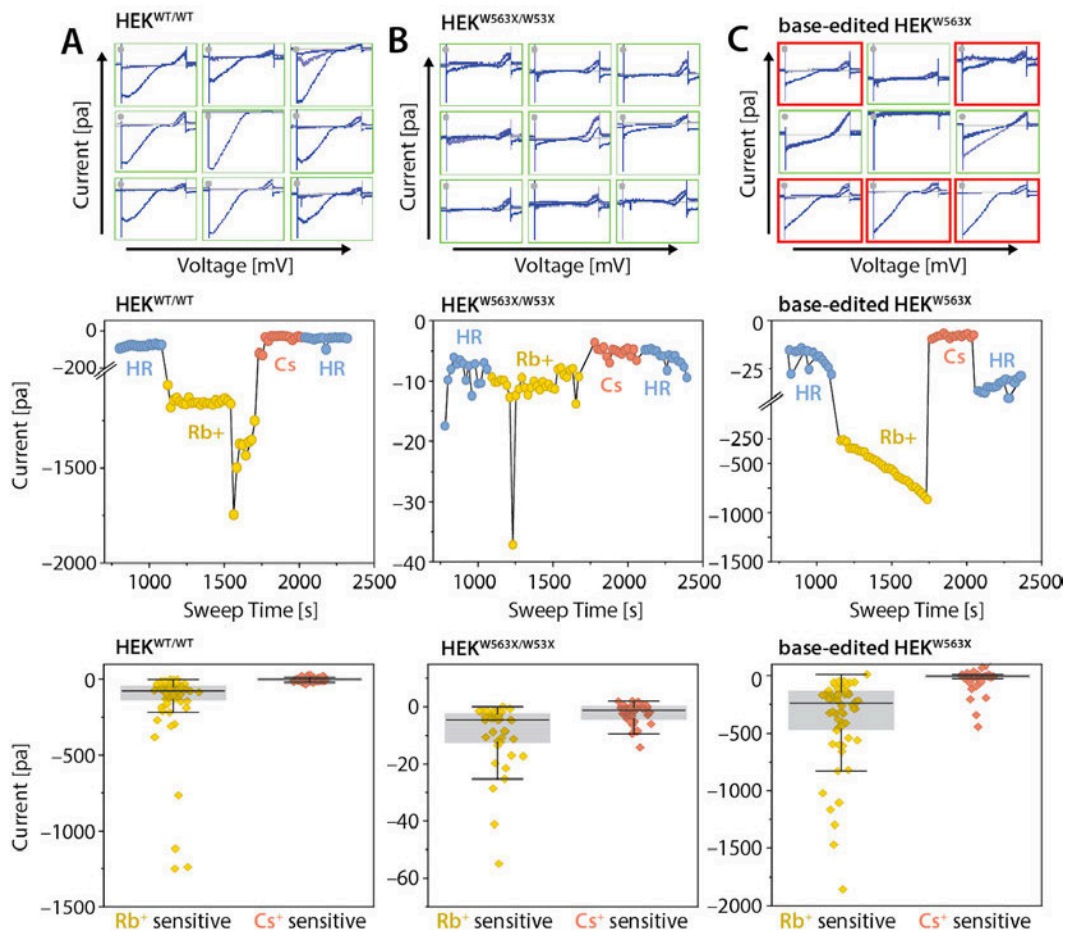 A
HEK^WT/WT
B
HEK^W563X/W53X
C
base-edited HEK^W563X
Current [pa]
Voltage [mV]
Voltage [mV]
Current [pa]
Voltage [mV]
Current [pa]
HEK^WT/WT
HEK^W563X/W53X
base-edited HEK^W563X
Current [pa]
0
−200
−1500
−2000
HR
Rb+
Cs
HR
1000
1500
2000
2500
Sweep Time [s]
0
−10
−20
−30
−40
HR
Rb+
Cs
HR
1000
1500
2000
2500
Sweep Time [s]
0
−25
−250
−500
−1000
−1500
HR
Rb+
Cs
HR
1000
1500
2000
2500
Sweep Time [s]
HEK^WT/WT
HEK^W563X/W53X
base-edited HEK^W563X
Current [pa]
0
−500
−1000
−1500
Rb⁺ sensitive
Cs⁺ sensitive
0
−20
−40
−60
Rb⁺ sensitive
Cs⁺ sensitive
0
−500
−1000
−1500
−2000
Rb⁺ sensitive
Cs⁺ sensitive